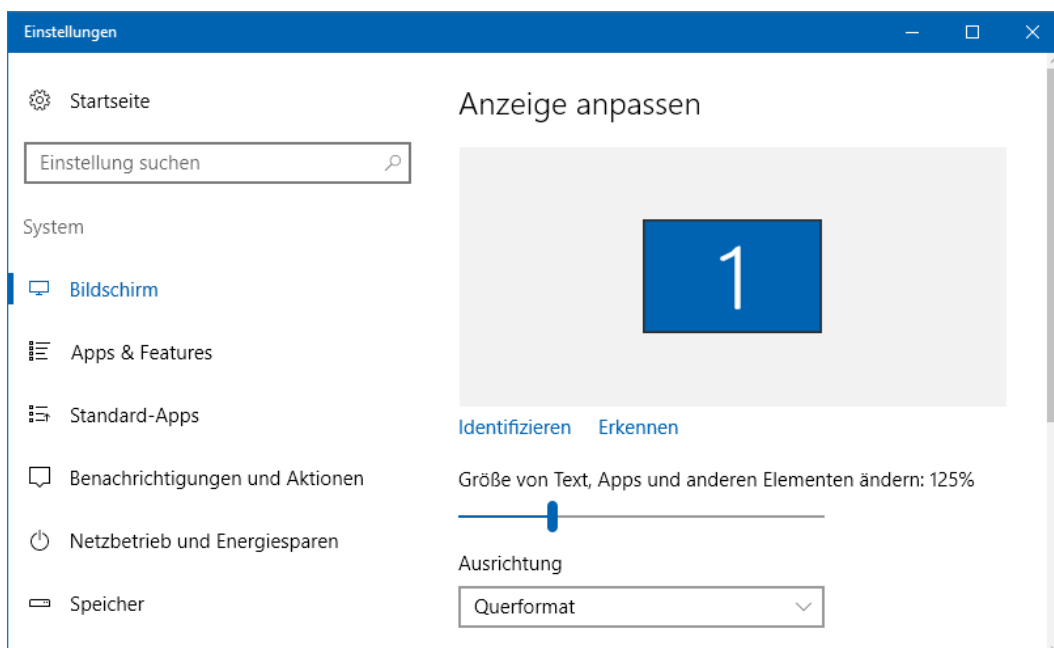 Einstellungen
Startseite
Einstellung suchen
System
Bildschirm
Apps & Features
Standard-Apps
Benachrichtigungen und Aktionen
Netzbetrieb und Energiesparen
Speicher
Anzeige anpassen
1
Identifizieren Erkennen
Größe von Text, Apps und anderen Elementen ändern: 125%
Ausrichtung
Querformat